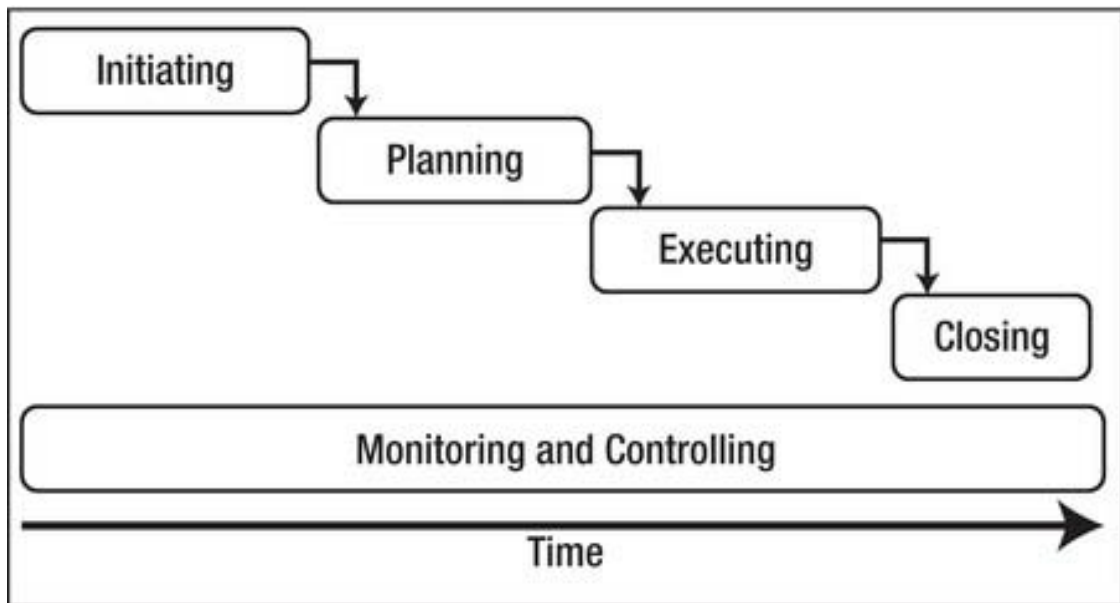 Initiating
Planning
Executing
Closing
Monitoring and Controlling
Time